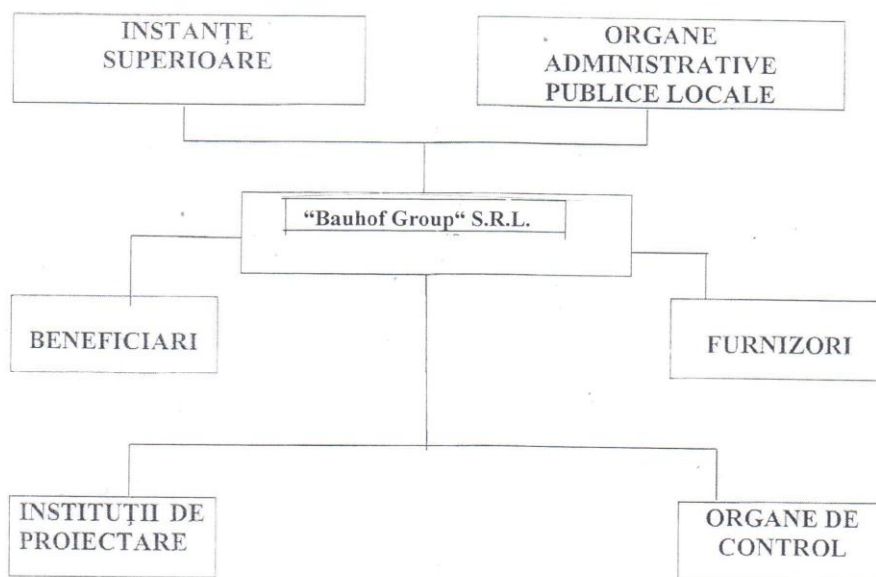 INSTANȚE
SUPERIOARE
ORGANE
ADMINISTRATIVE
PUBLICE LOCALE
“Bauhof Group“ S.R.L.
BENEFICIARI
FURNIZORI
INSTITUȚII DE
PROIECTARE
ORGANE DE
CONTROL